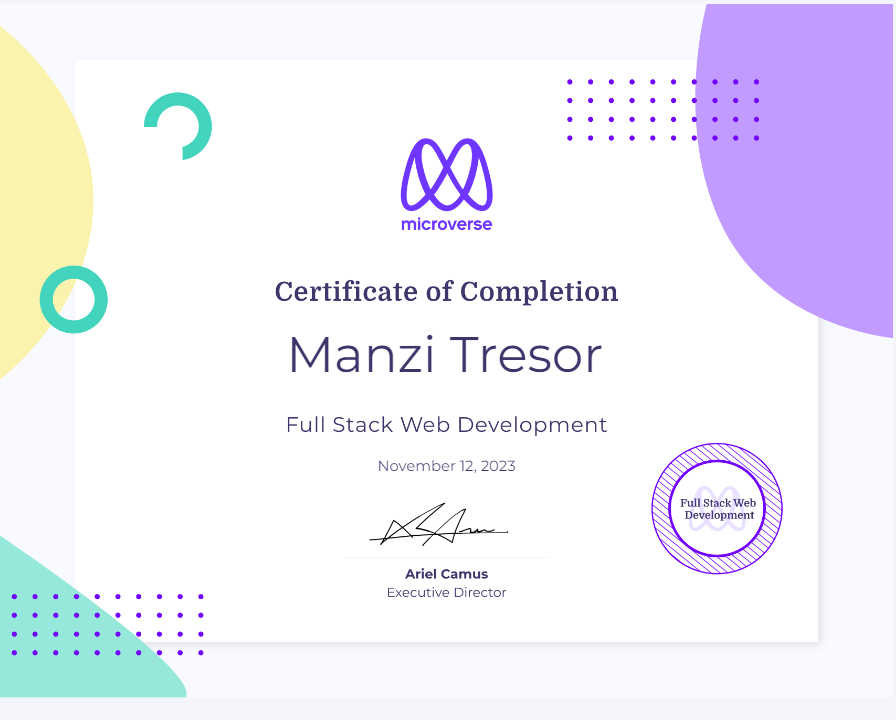 microverse
Certificate of Completion
Manzi Tresor
Full Stack Web Development
November 12, 2023
Full Stack Web
Development
Ariel Camus
Executive Director